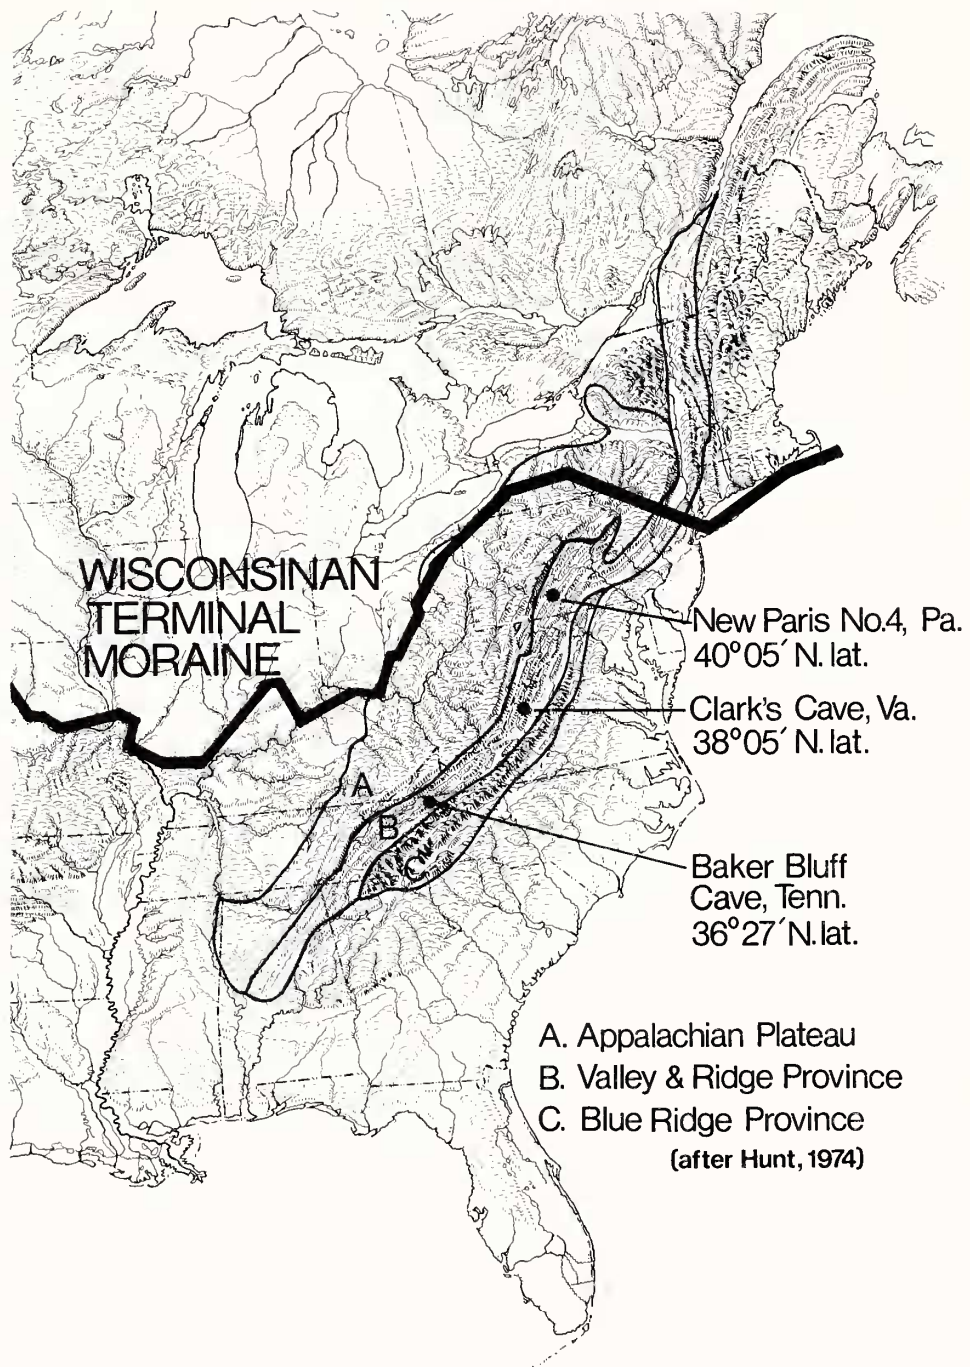 WISCONSINAN
TERMINAL
MORAINE
New Paris No.4, Pa.
40°05′ N. lat.
Clark's Cave, Va.
38°05′ N. lat.
A
B
C
Baker Bluff
Cave, Tenn.
36°27′ N. lat.
A. Appalachian Plateau
B. Valley & Ridge Province
C. Blue Ridge Province
(after Hunt, 1974)